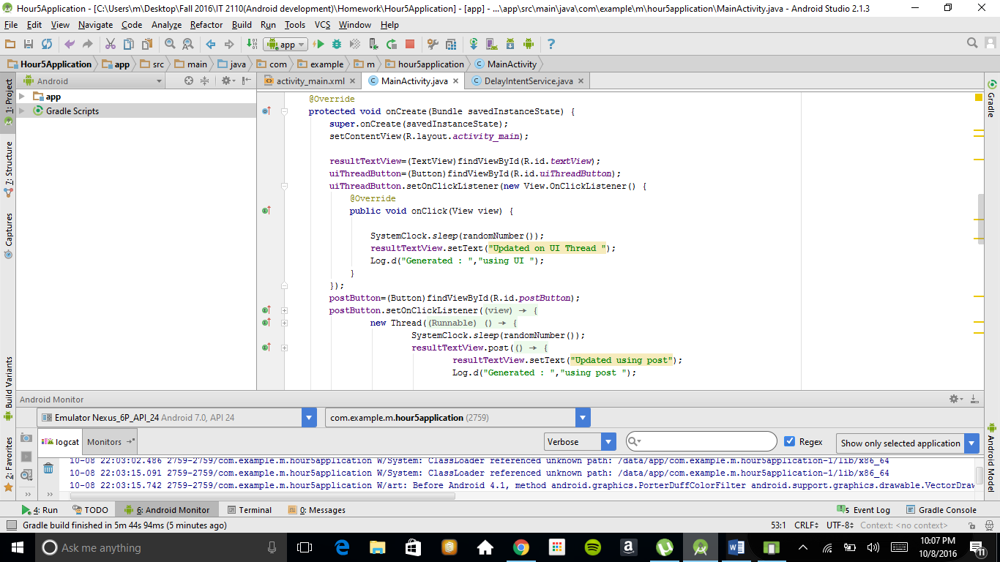 Hour5Application - [C:\Users\m\Desktop\Fall 2016\IT 2110(Android development)\Homework\Hour5Application] - [app] - ...\app\src\main\java\com\example\m\hour5application\MainActivity.java - Android Studio 2.1.3
File Edit View Navigate Code Analyze Refactor Build Run Tools VCS Window Help
app
Hour5Application app src main java com example m hour5application MainActivity
1: Project
7: Structure
Captures
Build Variants
2: Favorites
Android
app
Gradle Scripts
activity_main.xml MainActivity.java DelayIntentService.java
@Override
protected void onCreate(Bundle savedInstanceState) {
super.onCreate(savedInstanceState);
setContentView(R.layout.activity_main);
resultTextView=(TextView)findViewById(R.id.textView);
uiThreadButton=(Button)findViewById(R.id.uiThreadButton);
uiThreadButton.setOnClickListener(new View.OnClickListener() {
@Override
public void onClick(View view) {
SystemClock.sleep(randomNumber());
resultTextView.setText("Updated on UI Thread ");
Log.d("Generated : ","using UI ");
}
});
postButton=(Button)findViewById(R.id.postButton);
postButton.setOnClickListener((view) → {
new Thread((Runnable) () → {
SystemClock.sleep(randomNumber());
resultTextView.post(() → {
resultTextView.setText("Updated using post");
Log.d("Generated : ","using post ");
Gradle
Android Model
Android Monitor
Emulator Nexus_6P_API_24 Android 7.0, API 24
com.example.m.hour5application (2759)
logcat Monitors
Verbose
Regex
Show only selected application
10-08 22:03:02.486 2759-2759/com.example.m.hour5application W/System: ClassLoader referenced unknown path: /data/app/com.example.m.hour5application-1/lib/x86_64
10-08 22:03:15.091 2759-2759/com.example.m.hour5application W/System: ClassLoader referenced unknown path: /data/app/com.example.m.hour5application-1/lib/x86_64
10-08 22:03:15.742 2759-2759/com.example.m.hour5application W/art: Before Android 4.1, method android.graphics.PorterDuffColorFilter android.support.graphics.drawable.VectorDraw
4: Run TODO 6: Android Monitor Terminal 0: Messages 5 Event Log Gradle Console
Gradle build finished in 5m 44s 94ms (5 minutes ago) 53:1 CRLF UTF-8 Context: <no context>
Ask me anything
10:07 PM
10/8/2016
11